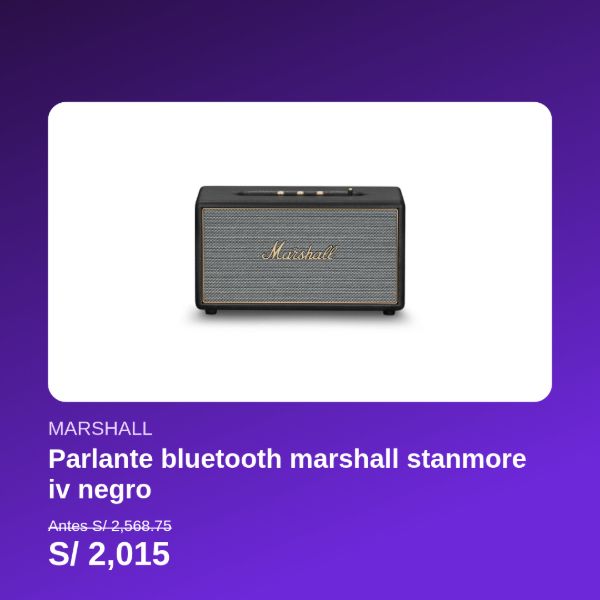 Marshall
MARSHALL
Parlante bluetooth marshall stanmore
iv negro
Antes S/ 2,568.75
S/ 2,015